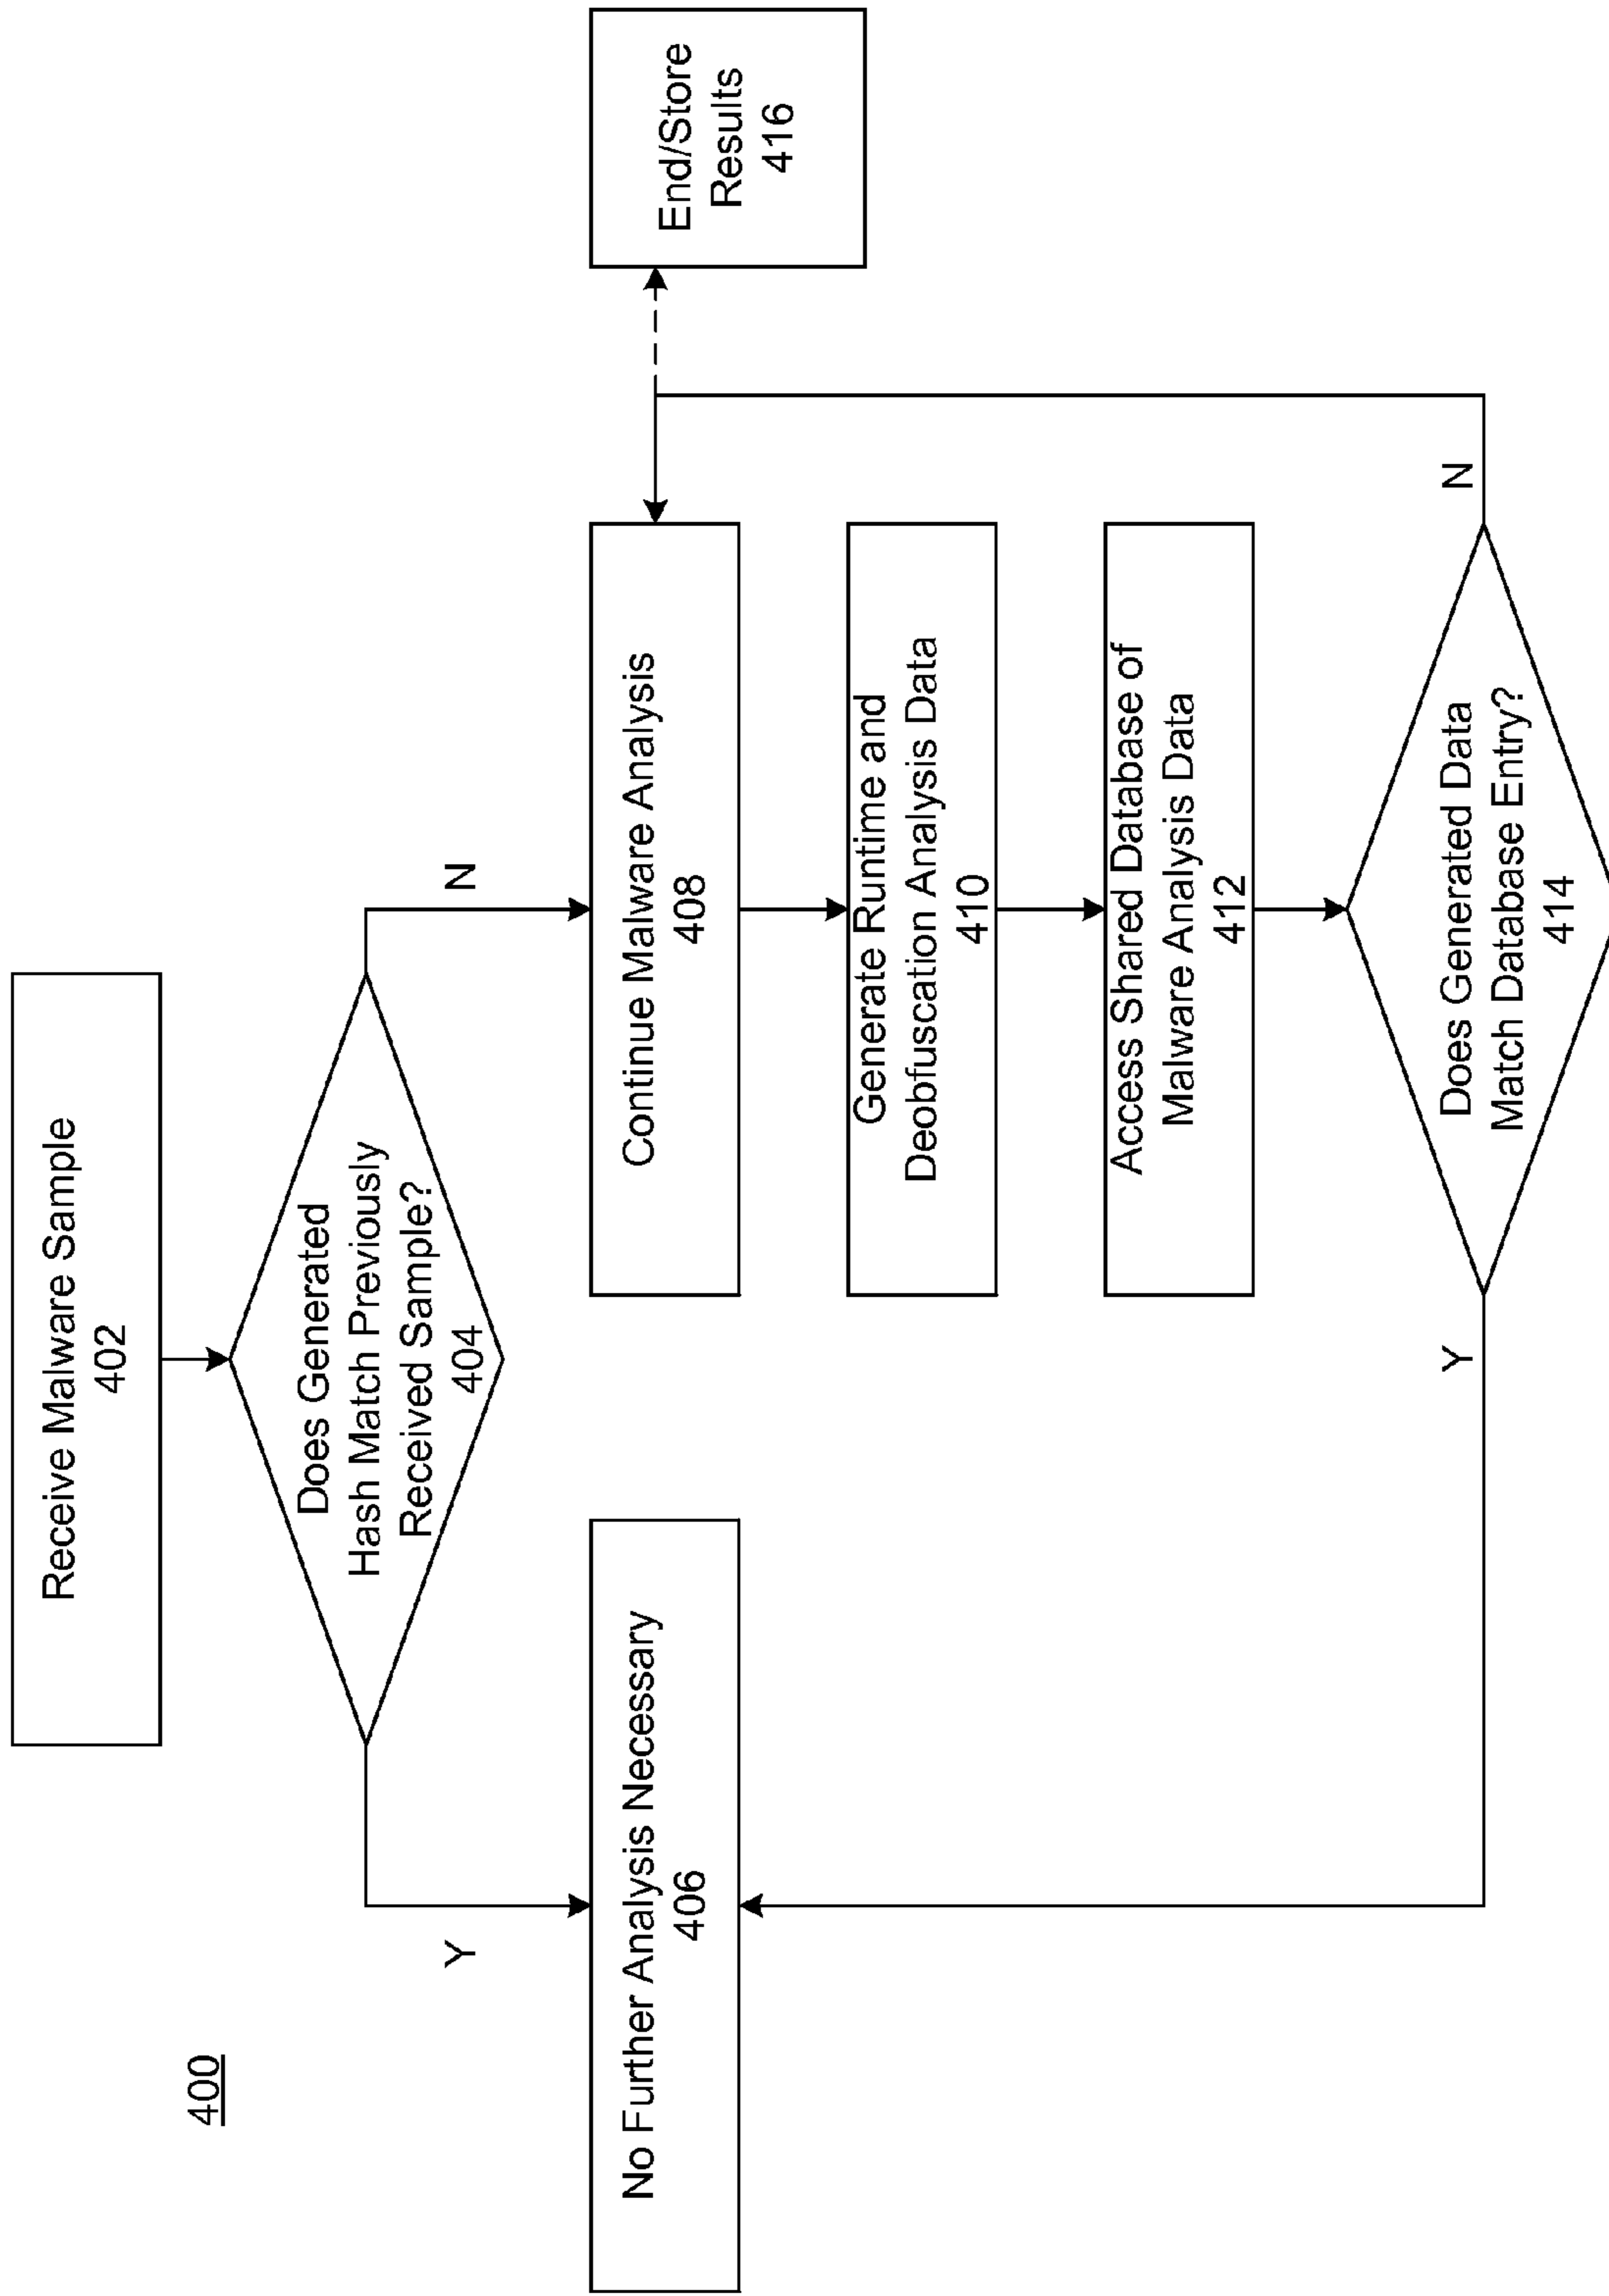 400
Receive Malware Sample
402
Does Generated
Hash Match Previously
Received Sample?
404
Y
N
No Further Analysis Necessary
406
Continue Malware Analysis
408
End/Store
Results
416
Generate Runtime and
Deobfuscation Analysis Data
410
Access Shared Database of
Malware Analysis Data
412
Does Generated Data
Match Database Entry?
414
Y
N